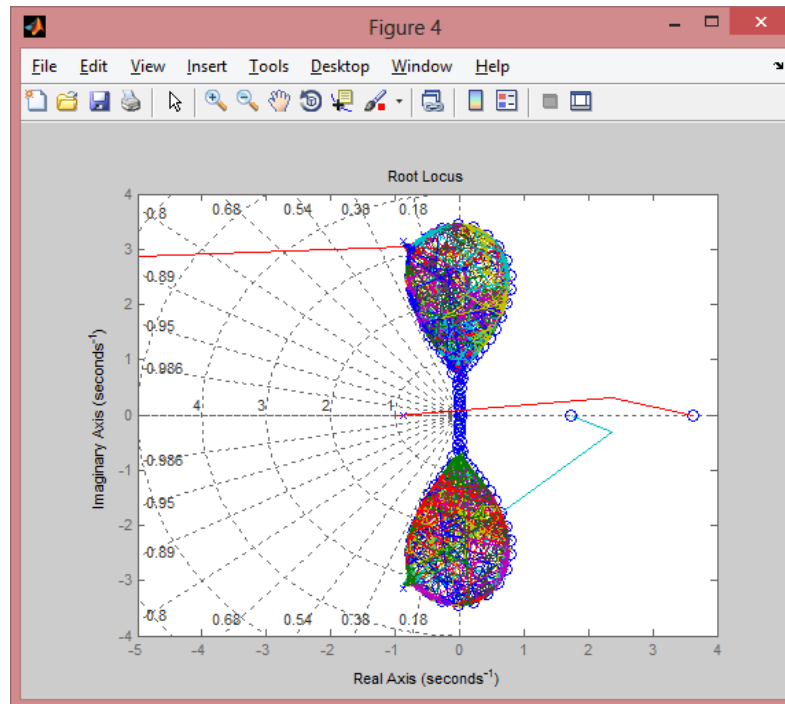 Figure 4
File Edit View Insert Tools Desktop Window Help
Root Locus
4
0.8 0.68 0.54 0.38 0.18
3
0.89
2
0.95
1
0.986
0 4 3 2 1
-1
0.986
-2
0.95
0.89
-3
0.8 0.68 0.54 0.38 0.18
-4
-5 -4 -3 -2 -1 0 1 2 3 4
Imaginary Axis (seconds⁻¹)
Real Axis (seconds⁻¹)